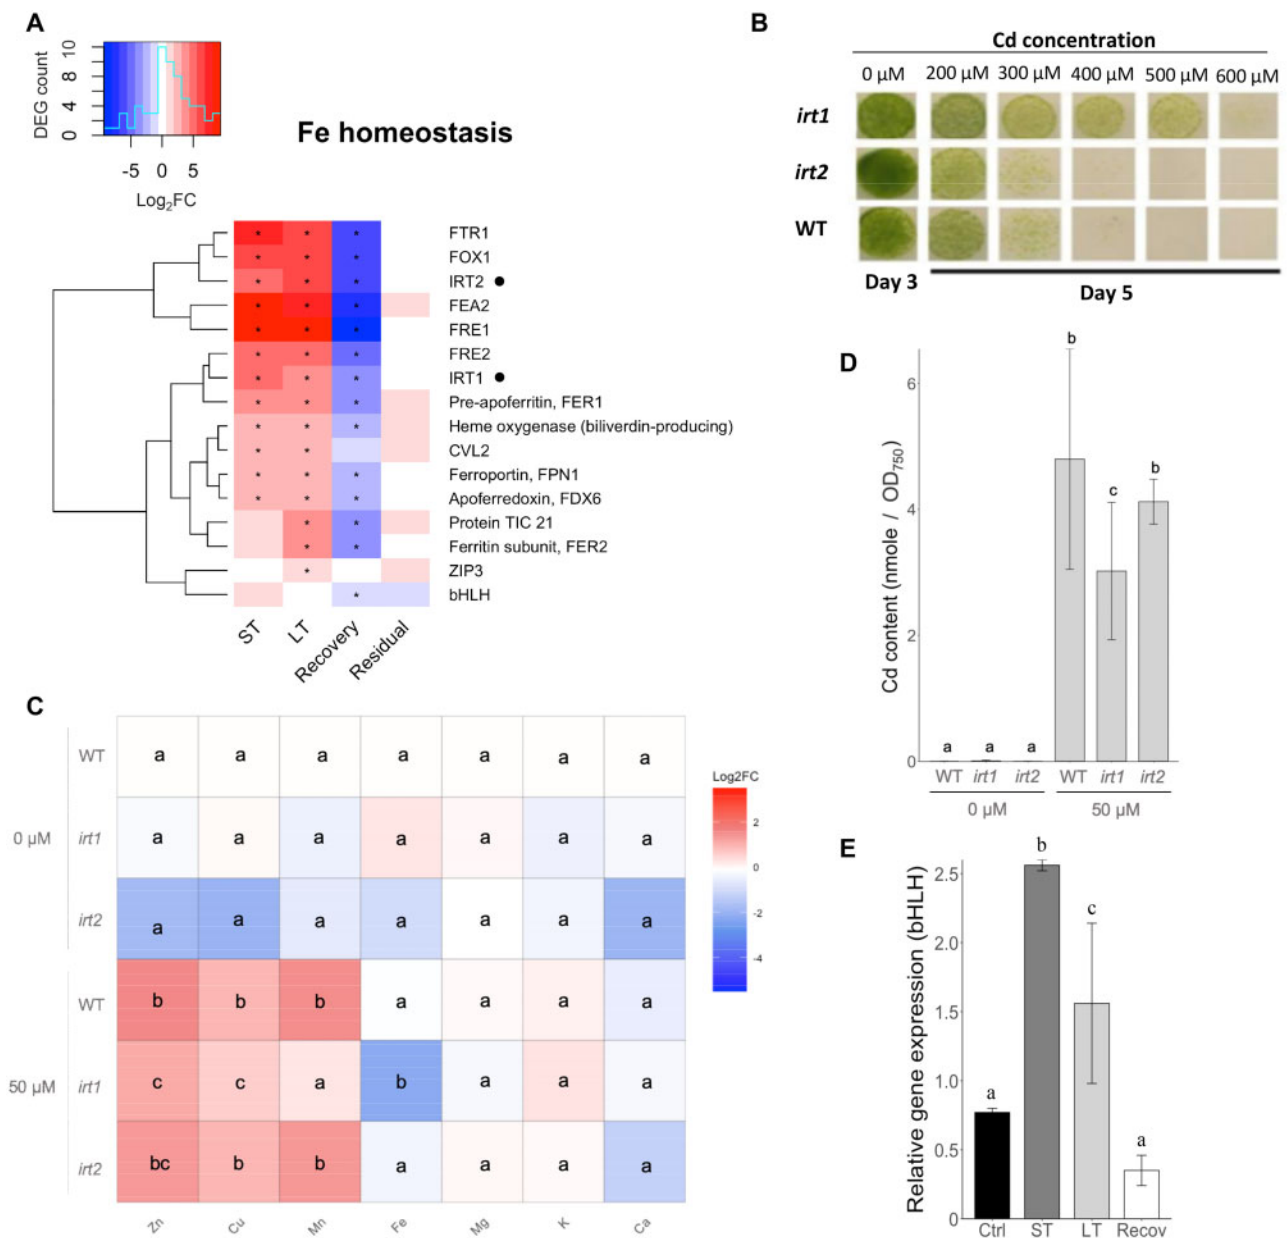 A
DEG count
10
8
4
0
-5 0 5
Log2FC
Fe homeostasis
* * * FTR1
* * * FOX1
* * * IRT2 ●
* * * FEA2
* * * FRE1
* * * FRE2
* * * IRT1 ●
* * * Pre-apoferritin, FER1
* * * Heme oxygenase (biliverdin-producing)
* * CVL2
* * * Ferroportin, FPN1
* * * Apoferredoxin, FDX6
* * Protein TIC 21
* * Ferritin subunit, FER2
* ZIP3
* bHLH
ST LT Recovery Residual
B
Cd concentration
0 µM 200 µM 300 µM 400 µM 500 µM 600 µM
irt1
irt2
WT
Day 3
Day 5
C
0 µM
WT a a a a a a a
irt1 a a a a a a a
irt2 a a a a a a a
50 µM
WT b b b a a a a
irt1 c c a b a a a
irt2 bc b b a a a a
Zn Cu Mn Fe Mg K Ca
Log2FC
2
0
-2
-4
D
Cd content (nmole / OD750)
6
4
2
0
a a a b c b
WT irt1 irt2 WT irt1 irt2
0 µM 50 µM
E
Relative gene expression (bHLH)
2.5
2.0
1.5
1.0
0.5
0
a b c a
Ctrl ST LT Recov